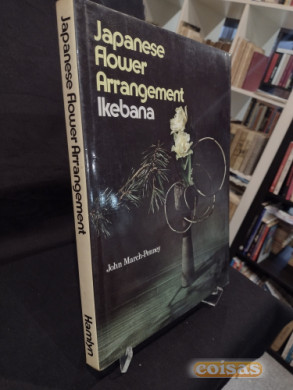 Japanese
Flower
Arrangement
Ikebana
John March-Penney
Japanese Flower Arrangement
Hamlyn
coisas